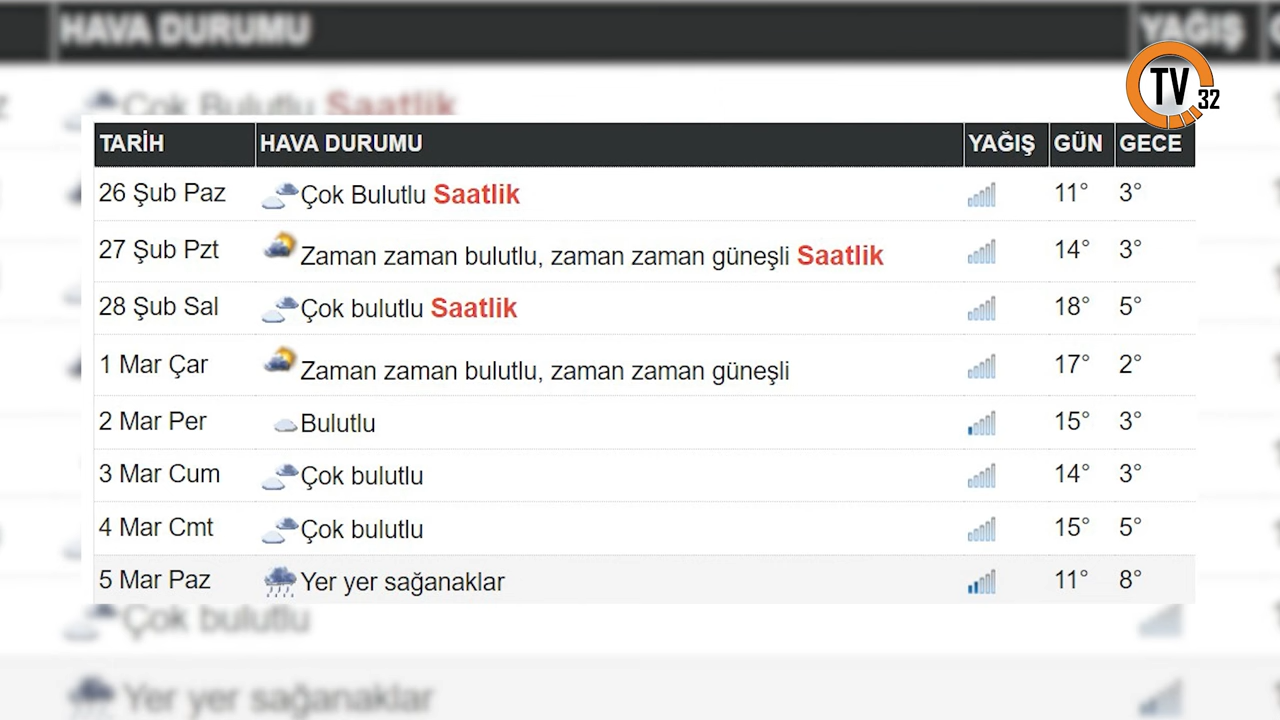 HAVA DURUMU YAĞIŞ
TV 32
Çok Bulutlu Saatlik
TARİH HAVA DURUMU YAĞIŞ GÜN GECE
26 Şub Paz Çok Bulutlu Saatlik 11° 3°
27 Şub Pzt Zaman zaman bulutlu, zaman zaman güneşli Saatlik 14° 3°
28 Şub Sal Çok bulutlu Saatlik 18° 5°
1 Mar Çar Zaman zaman bulutlu, zaman zaman güneşli 17° 2°
2 Mar Per Bulutlu 15° 3°
3 Mar Cum Çok bulutlu 14° 3°
4 Mar Cmt Çok bulutlu 15° 5°
5 Mar Paz Yer yer sağanaklar 11° 8°
Çok bulutlu
Yer yer sağanaklar